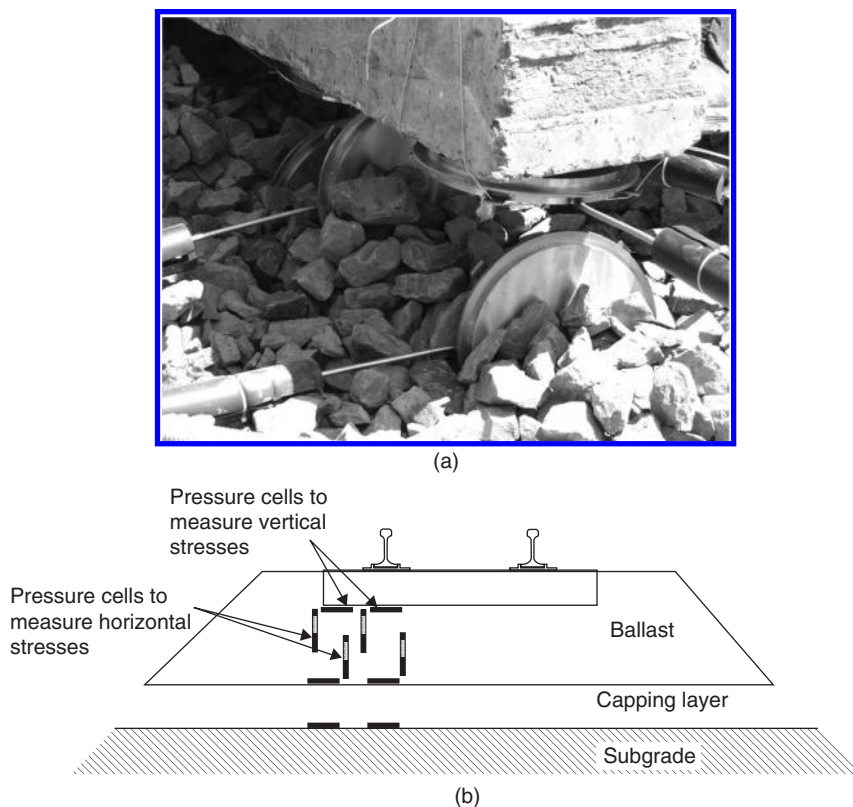 (a)
Pressure cells to
measure vertical
stresses
Pressure cells to
measure horizontal
stresses
Ballast
Capping layer
Subgrade
(b)